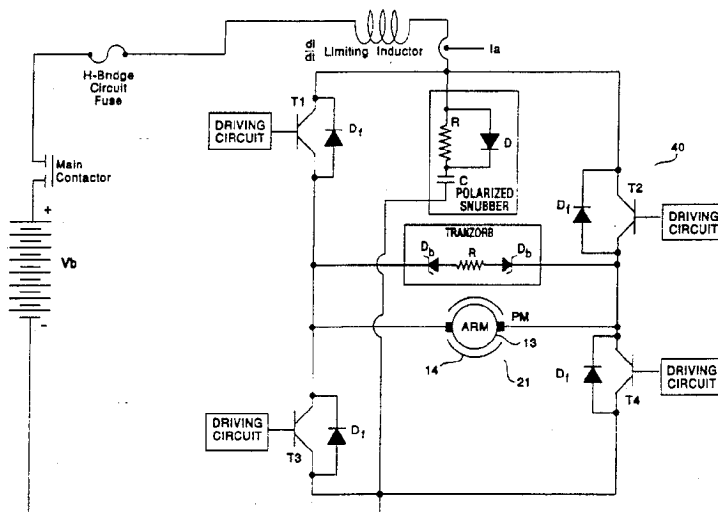 dI
dt
Limiting Inductor
Ia
H-Bridge
Circuit
Fuse
T1
DRIVING
CIRCUIT
Df
R
D
C
POLARIZED
SNUBBER
40
Main
Contactor
Df
T2
DRIVING
CIRCUIT
TRANZORB
Db
R
Db
+
Vb
-
ARM
PM
13
14
21
Df
DRIVING
CIRCUIT
T4
DRIVING
CIRCUIT
Df
T3